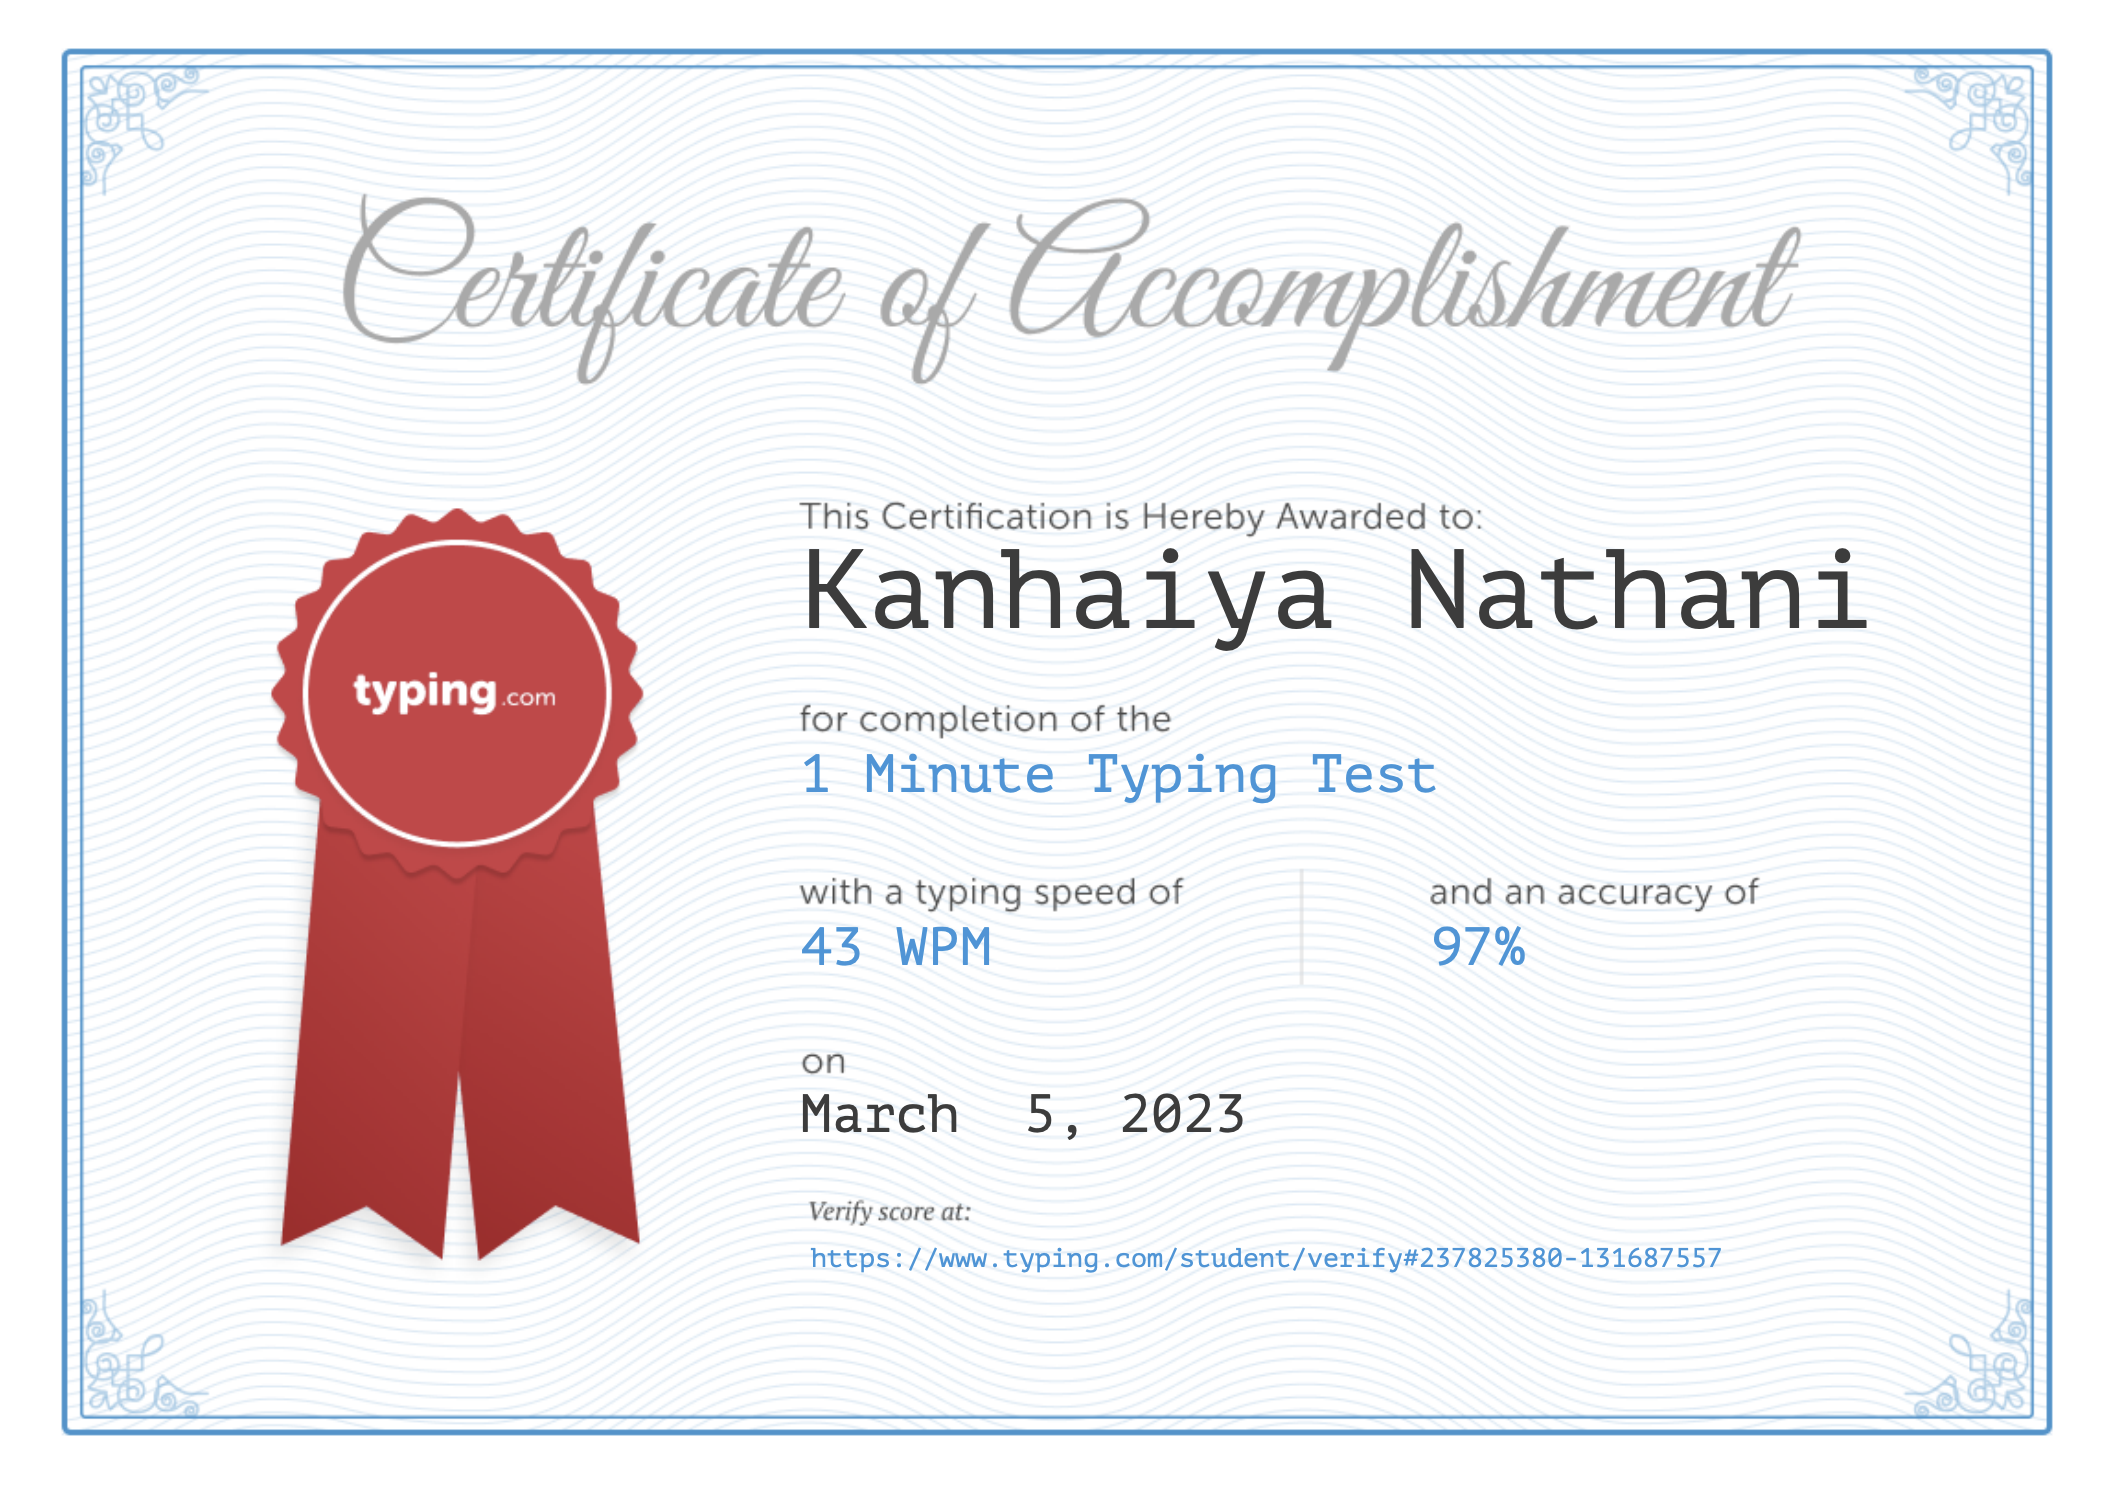 Certificate of Accomplishment
typing.com
This Certification is Hereby Awarded to:
Kanhaiya Nathani
for completion of the
1 Minute Typing Test
with a typing speed of
43 WPM
and an accuracy of
97%
on
March  5, 2023
Verify score at:
https://www.typing.com/student/verify#237825380-131687557